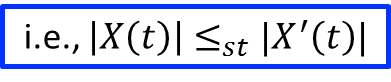 i.e., |X(t)| ≤st |X′(t)|